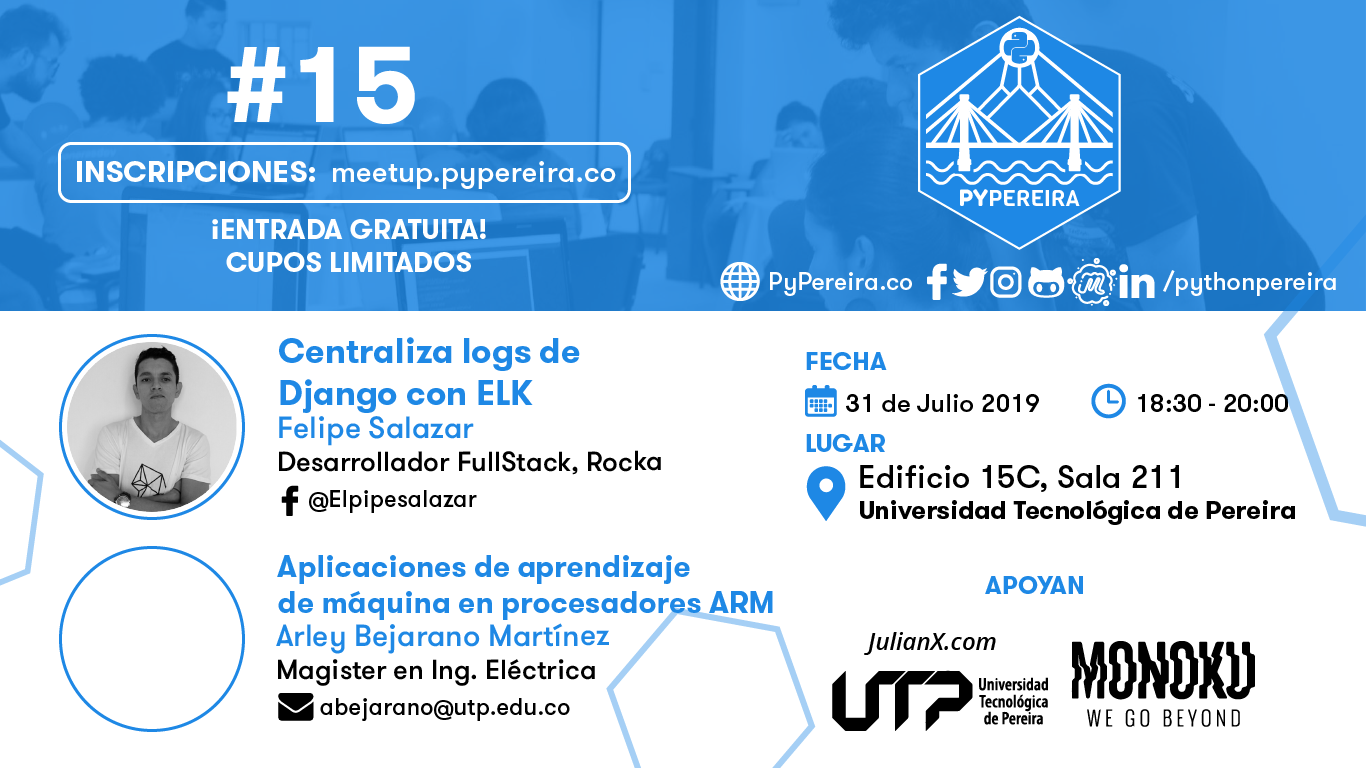 #15
INSCRIPCIONES: meetup.pypereira.co
¡ENTRADA GRATUITA!
CUPOS LIMITADOS
PYPEREIRA
PyPereira.co
/pythonpereira
Centraliza logs de
Django con ELK
Felipe Salazar
Desarrollador FullStack, Rocka
@Elpipesalazar
Aplicaciones de aprendizaje
de máquina en procesadores ARM
Arley Bejarano Martínez
Magister en Ing. Eléctrica
abejarano@utp.edu.co
FECHA
31 de Julio 2019
18:30 - 20:00
LUGAR
Edificio 15C, Sala 211
Universidad Tecnológica de Pereira
APOYAN
JulianX.com
UTP
Universidad
Tecnológica
de Pereira
MONOKU
WE GO BEYOND